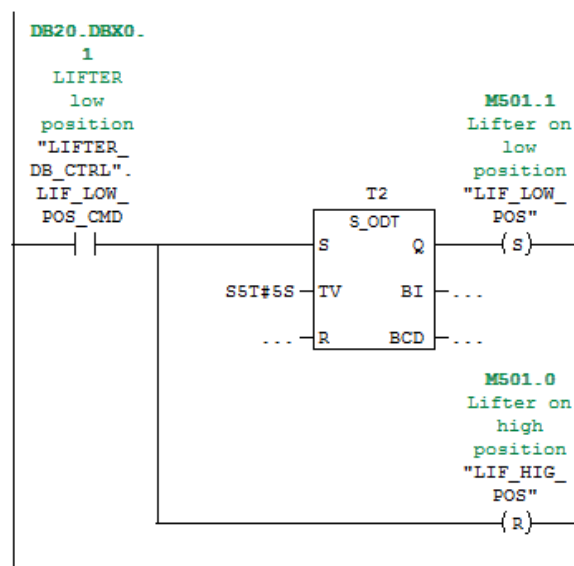 DB20.DBX0.
1
LIFTER
low
position
"LIFTER_
DB_CTRL".
LIF_LOW_
POS_CMD
T2
S_ODT
S
Q
S5T#5S
TV
BI
...
...
R
BCD
...
M501.1
Lifter on
low
position
"LIF_LOW_
POS"
(S)
M501.0
Lifter on
high
position
"LIF_HIG_
POS"
(R)